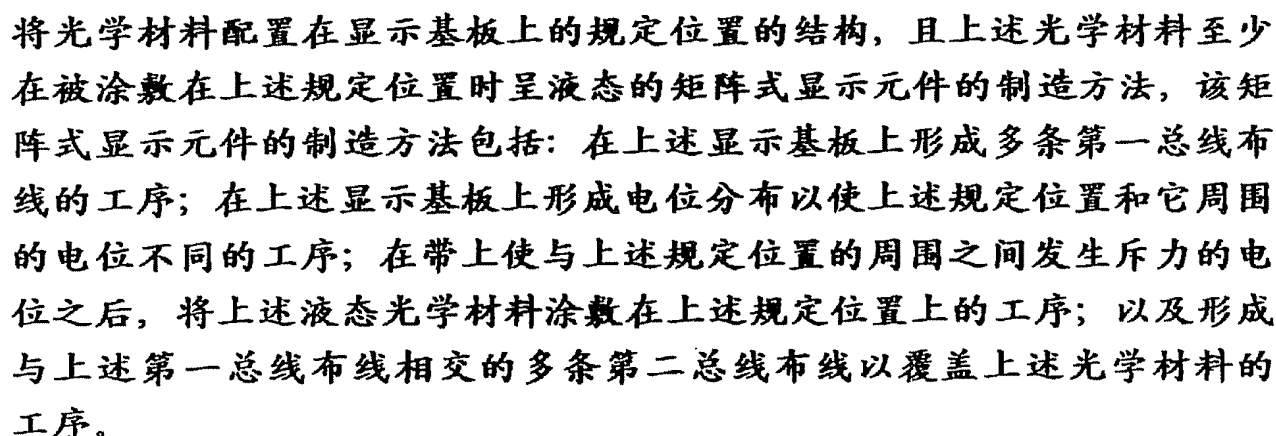 将光学材料配置在显示基板上的规定位置的结构，且上述光学材料至少
在被涂敷在上述规定位置时呈液态的矩阵式显示元件的制造方法，该矩
阵式显示元件的制造方法包括：在上述显示基板上形成多条第一总线布
线的工序；在上述显示基板上形成电位分布以使上述规定位置和它周围
的电位不同的工序；在带上使与上述规定位置的周围之间发生斥力的电
位之后，将上述液态光学材料涂敷在上述规定位置上的工序；以及形成
与上述第一总线布线相交的多条第二总线布线以覆盖上述光学材料的
工序。